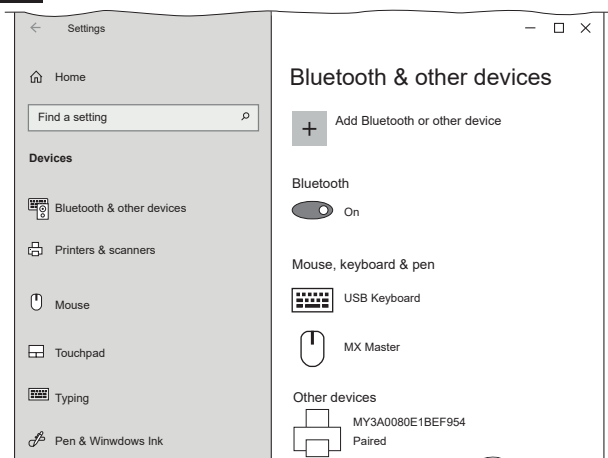 Settings
Home
Find a setting
Devices
Bluetooth & other devices
Printers & scanners
Mouse
Touchpad
Typing
Pen & Winwdows Ink
Bluetooth & other devices
Add Bluetooth or other device
Bluetooth
On
Mouse, keyboard & pen
USB Keyboard
MX Master
Other devices
MY3A0080E1BEF954
Paired